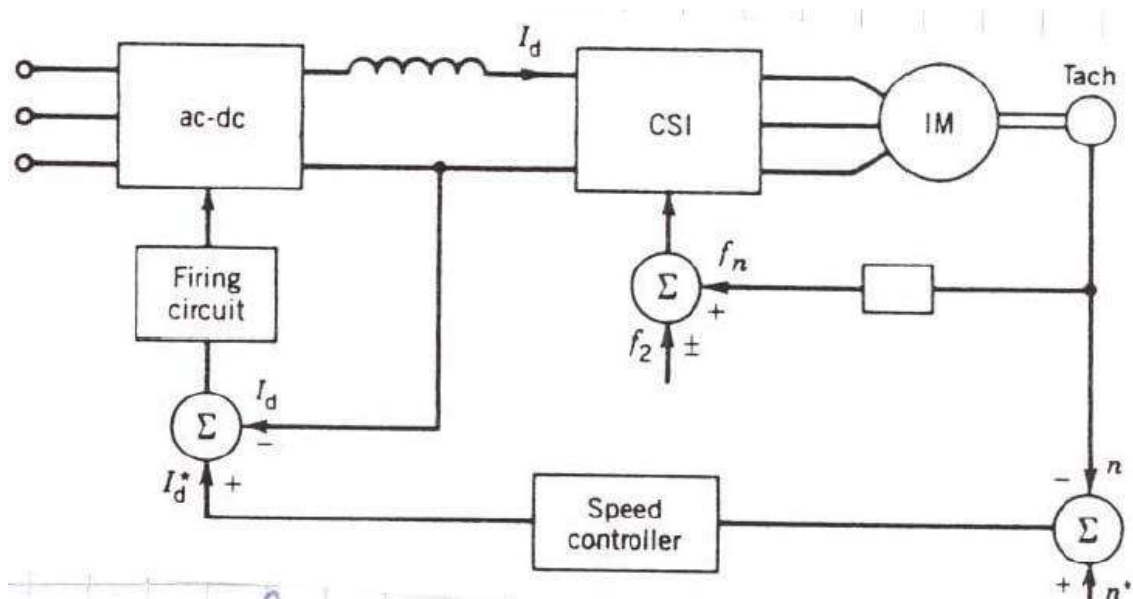 I_d
Tach
ac-dc
CSI
IM
Firing
circuit
f_n
Σ
+
f_2 ±
I_d
Σ
−
I_d* +
n
−
Speed
controller
Σ
+ n*